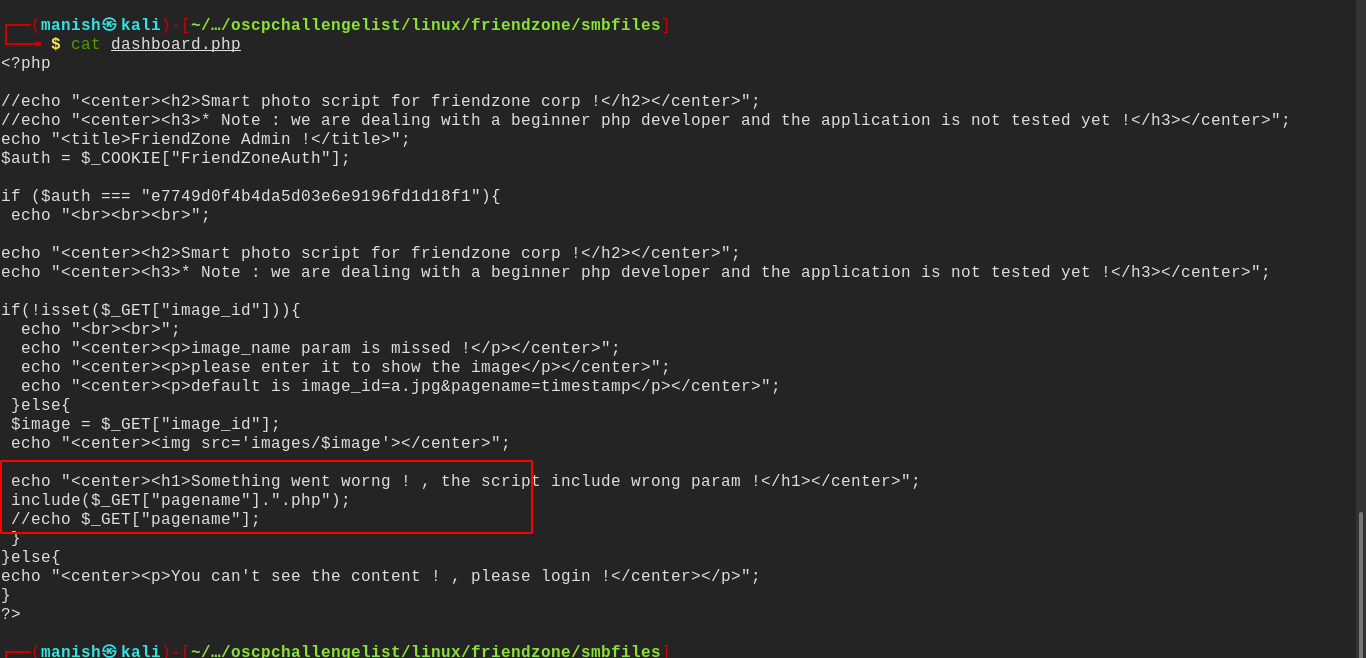 ┌──(manish㉿kali)-[~/…/oscpchallengelist/linux/friendzone/smbfiles]
└──╼ $ cat dashboard.php
<?php

//echo "<center><h2>Smart photo script for friendzone corp !</h2></center>";
//echo "<center><h3>* Note : we are dealing with a beginner php developer and the application is not tested yet !</h3></center>";
echo "<title>FriendZone Admin !</title>";
$auth = $_COOKIE["FriendZoneAuth"];

if ($auth === "e7749d0f4b4da5d03e6e9196fd1d18f1"){
 echo "<br><br><br>";

echo "<center><h2>Smart photo script for friendzone corp !</h2></center>";
echo "<center><h3>* Note : we are dealing with a beginner php developer and the application is not tested yet !</h3></center>";

if(!isset($_GET["image_id"])){
  echo "<br><br>";
  echo "<center><p>image_name param is missed !</p></center>";
  echo "<center><p>please enter it to show the image</p></center>";
  echo "<center><p>default is image_id=a.jpg&pagename=timestamp</p></center>";
 }else{
 $image = $_GET["image_id"];
 echo "<center><img src='images/$image'></center>";

 echo "<center><h1>Something went worng ! , the script include wrong param !</h1></center>";
 include($_GET["pagename"].".php");
 //echo $_GET["pagename"];
 }
}else{
echo "<center><p>You can't see the content ! , please login !</center></p>";
}
?>

┌──(manish㉿kali)-[~/…/oscpchallengelist/linux/friendzone/smbfiles]